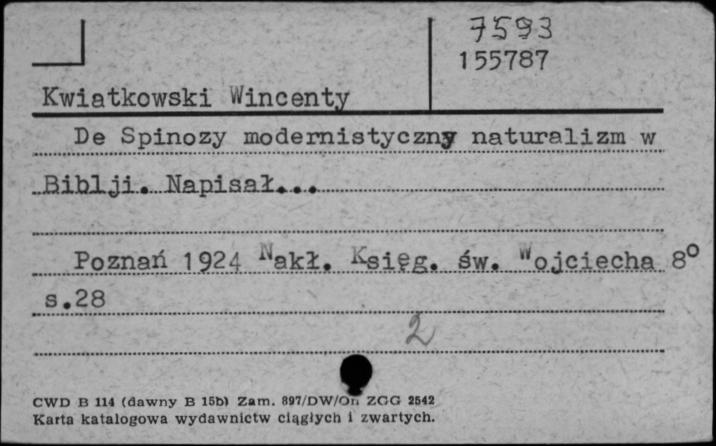 7593
155787
Kwiatkowski Wincenty
De Spinozy modernistyczny naturalizm w
Biblji. Napisał...
Poznań 1924 Nakł. Księg. św. Wojciecha 8°
s.28
2
CWD B 114 (dawny B 15b) Zam. 897/DW/On ZGG 2542
Karta katalogowa wydawnictw ciągłych i zwartych.